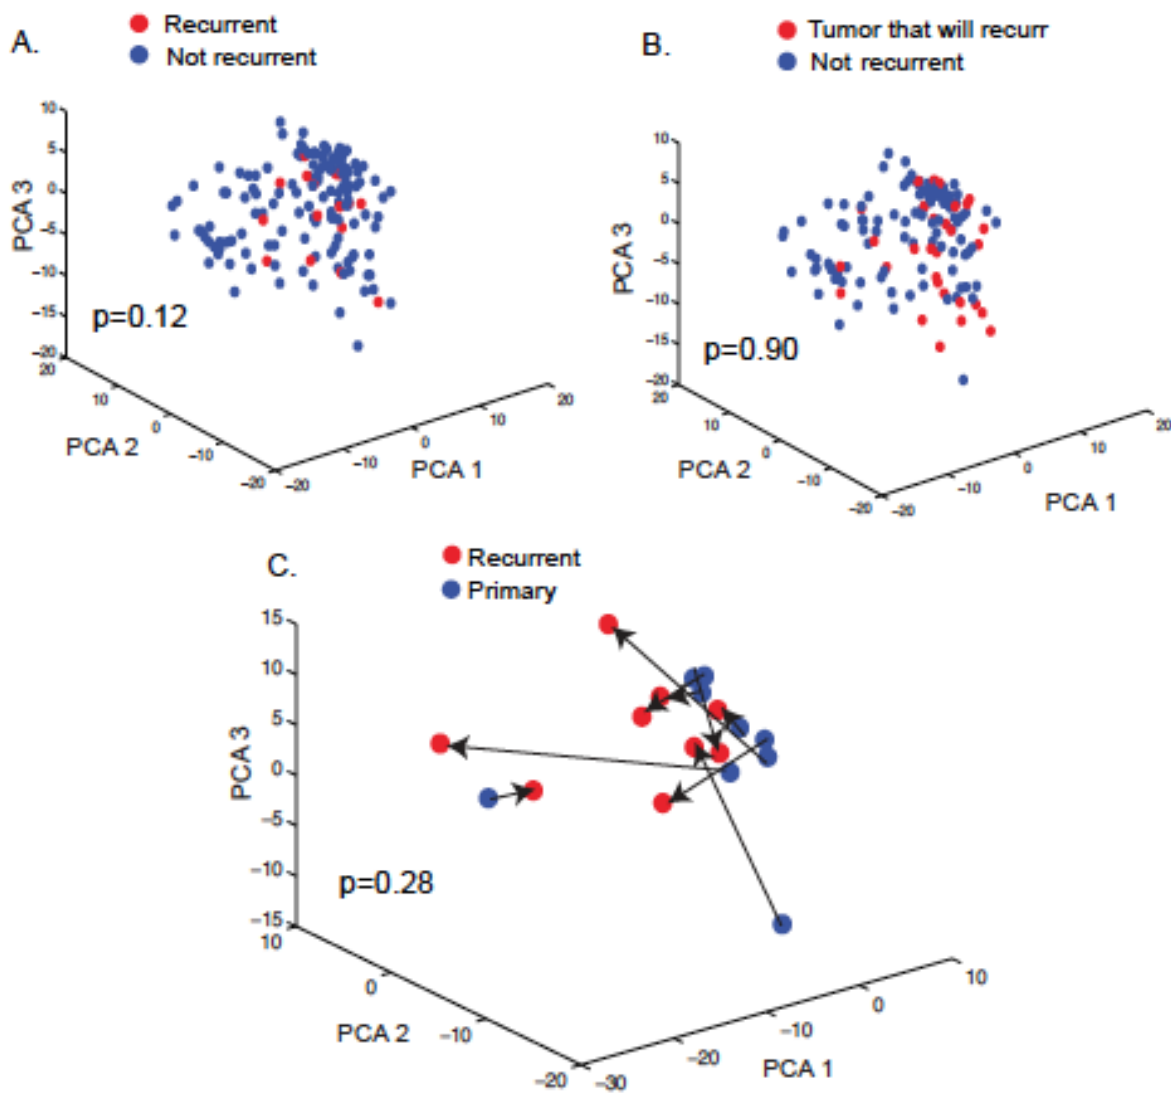 A.
Recurrent
Not recurrent
10
5
0
−5
−10
−15
−20
PCA 3
p=0.12
20
10
0
−10
−20
PCA 2
−20
−10
0
10
20
PCA 1
B.
Tumor that will recurr
Not recurrent
10
5
0
−5
−10
−15
−20
PCA 3
p=0.90
20
10
0
−10
−20
PCA 2
−20
−10
0
10
20
PCA 1
C.
Recurrent
Primary
15
10
5
0
−5
−10
−15
PCA 3
p=0.28
10
0
−10
−20
PCA 2
−30
−20
−10
0
10
PCA 1